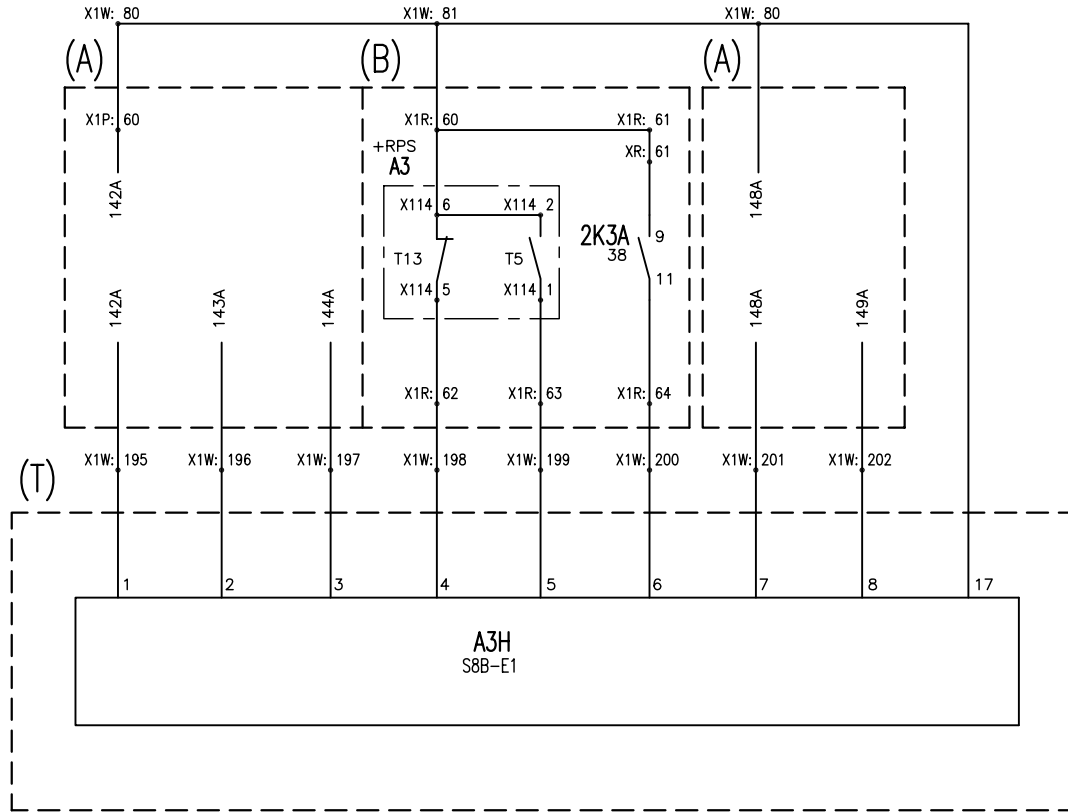 X1W: 80
X1W: 81
X1W: 80
(A)
(B)
(A)
X1P: 60
X1R: 60
X1R: 61
XR: 61
+RPS
A3
142A
148A
X114 6
X114 2
2K3A
38
9
T13
T5
11
X114 5
X114 1
142A
143A
144A
148A
149A
X1R: 62
X1R: 63
X1R: 64
(T)
X1W: 195
X1W: 196
X1W: 197
X1W: 198
X1W: 199
X1W: 200
X1W: 201
X1W: 202
1
2
3
4
5
6
7
8
17
A3H
S8B-E1